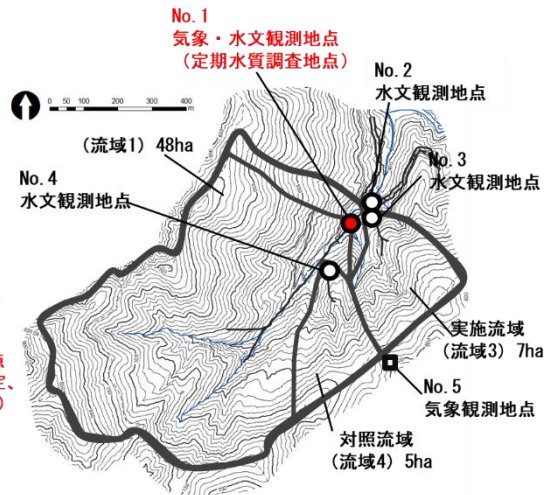 No.1
気象・水文観測地点
(定期水質調査地点)
No.2
水文観測地点
0 50 100 200 300 400
(流域1) 48ha
No.3
水文観測地点
No.4
水文観測地点
実施流域
(流域3) 7ha
定、
No.5
気象観測地点
対照流域
(流域4) 5ha